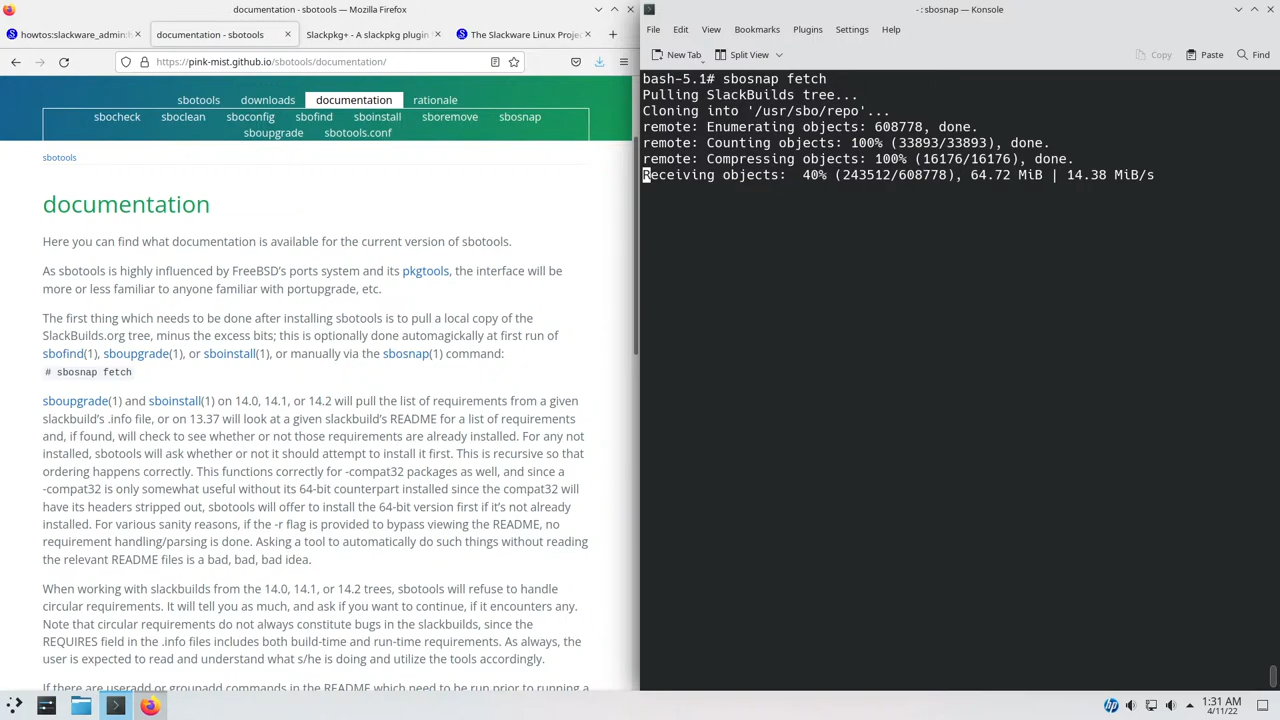 documentation - sbotools — Mozilla Firefox
howtos:slackware_admin:
documentation - sbotools
Slackpkg+ - A slackpkg plugin
The Slackware Linux Proje
https://pink-mist.github.io/sbotools/documentation/
sbotools downloads documentation rationale
sbocheck sboclean sboconfig sbofind sboinstall sboremove sbosnap
sboupgrade sbotools.conf
sbotools
documentation
Here you can find what documentation is available for the current version of sbotools.
As sbotools is highly influenced by FreeBSD's ports system and its pkgtools, the interface will be
more or less familiar to anyone familiar with portupgrade, etc.
The first thing which needs to be done after installing sbotools is to pull a local copy of the
SlackBuilds.org tree, minus the excess bits; this is optionally done automagickally at first run of
sbofind(1), sboupgrade(1), or sboinstall(1), or manually via the sbosnap(1) command:
# sbosnap fetch
sboupgrade(1) and sboinstall(1) on 14.0, 14.1, or 14.2 will pull the list of requirements from a given
slackbuild's .info file, or on 13.37 will look at a given slackbuild's README for a list of requirements
and, if found, will check to see whether or not those requirements are already installed. For any not
installed, sbotools will ask whether or not it should attempt to install it first. This is recursive so that
ordering happens correctly. This functions correctly for -compat32 packages as well, and since a
-compat32 is only somewhat useful without its 64-bit counterpart installed since the compat32 will
have its headers stripped out, sbotools will offer to install the 64-bit version first if it's not already
installed. For various sanity reasons, if the -r flag is provided to bypass viewing the README, no
requirement handling/parsing is done. Asking a tool to automatically do such things without reading
the relevant README files is a bad, bad, bad idea.
When working with slackbuilds from the 14.0, 14.1, or 14.2 trees, sbotools will refuse to handle
circular requirements. It will tell you as much, and ask if you want to continue, if it encounters any.
Note that circular requirements do not always constitute bugs in the slackbuilds, since the
REQUIRES field in the .info files includes both build-time and run-time requirements. As always, the
user is expected to read and understand what s/he is doing and utilize the tools accordingly.
If there are useradd or groupadd commands in the README which need to be run prior to running a
- : sbosnap — Konsole
File Edit View Bookmarks Plugins Settings Help
New Tab Split View Copy Paste Find
bash-5.1# sbosnap fetch
Pulling SlackBuilds tree...
Cloning into '/usr/sbo/repo'...
remote: Enumerating objects: 608778, done.
remote: Counting objects: 100% (33893/33893), done.
remote: Compressing objects: 100% (16176/16176), done.
Receiving objects:  40% (243512/608778), 64.72 MiB | 14.38 MiB/s
1:31 AM
4/11/22